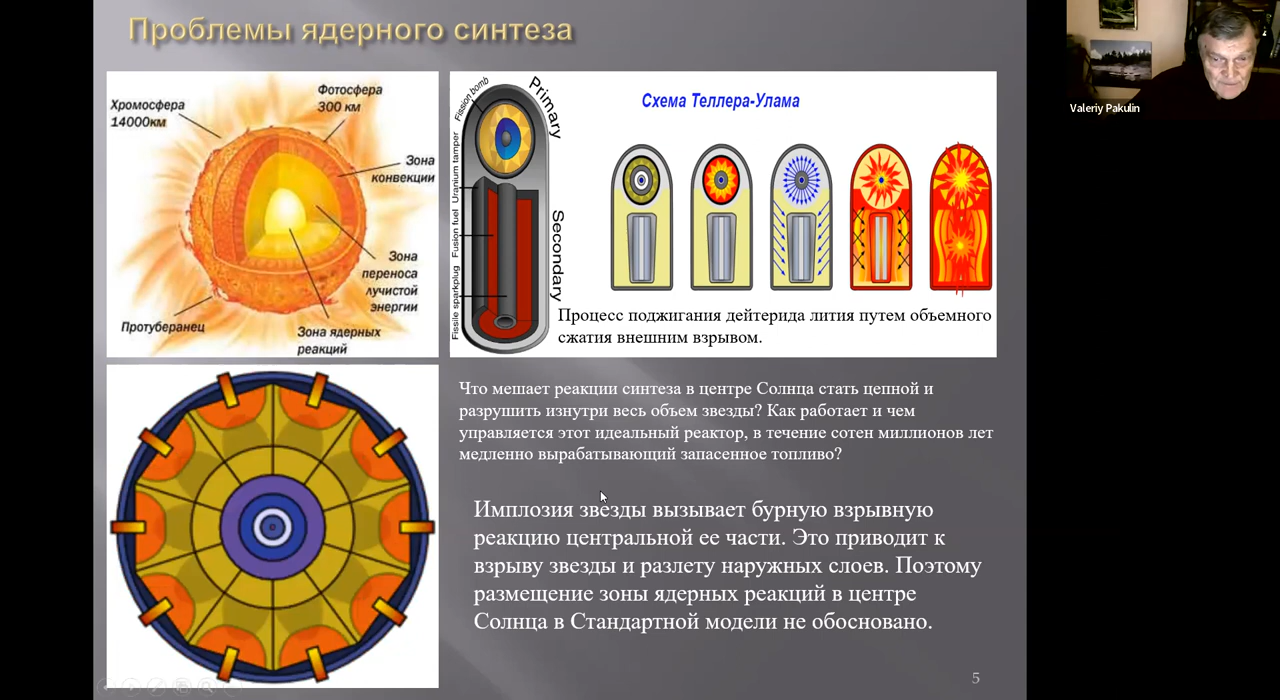 Проблемы ядерного синтеза
Valeriy Pakulin
Хромосфера
14000км
Фотосфера
300 км
Зона
конвекции
Зона
переноса
лучистой
энергии
Протуберанец
Зона ядерных
реакций
Fission bomb
Primary
Uranium tamper
Fusion fuel
Fissile sparkplug
Secondary
Схема Теллера-Улама
Процесс поджигания дейтерида лития путем объемного
сжатия внешним взрывом.
Что мешает реакции синтеза в центре Солнца стать цепной и
разрушить изнутри весь объем звезды? Как работает и чем
управляется этот идеальный реактор, в течение сотен миллионов лет
медленно вырабатывающий запасенное топливо?
Имплозия звезды вызывает бурную взрывную
реакцию центральной ее части. Это приводит к
взрыву звезды и разлету наружных слоев. Поэтому
размещение зоны ядерных реакций в центре
Солнца в Стандартной модели не обосновано.
5